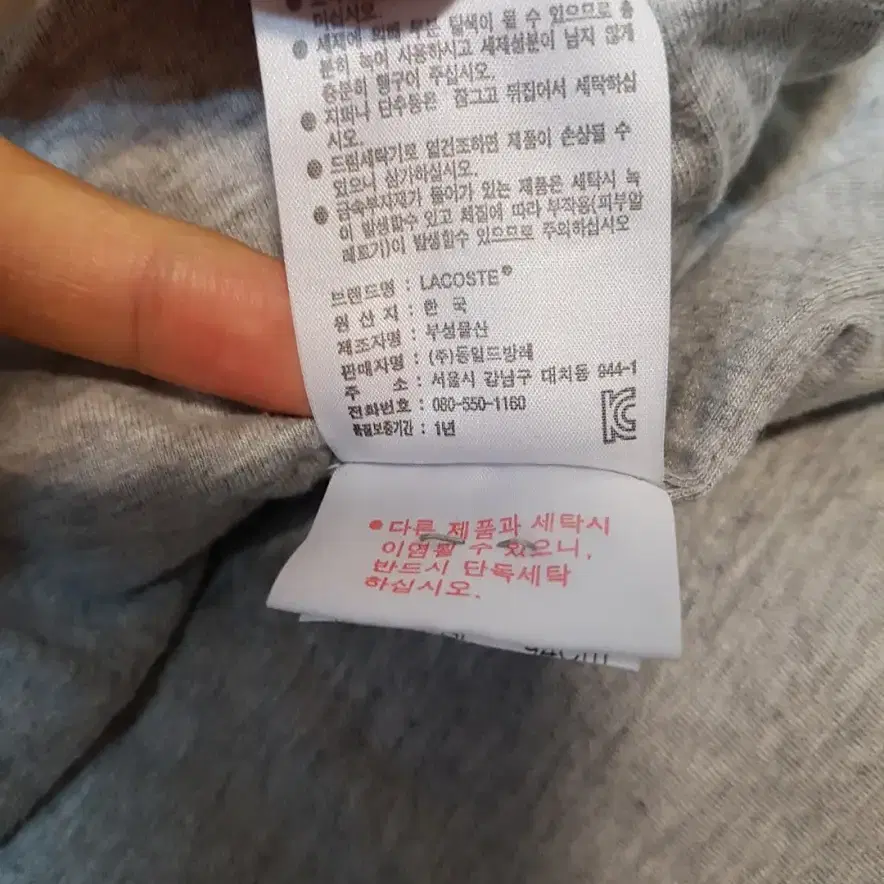 마십시오.
● 세제에 의해 부분 탈색이 될 수 있으므로 충
분히 녹여 사용하시고 세제성분이 남지 않게
충분히 행구어 주십시오.
● 지퍼나 단추등은 잠그고 뒤집어서 세탁하십
시오.
● 드럼세탁기로 열건조하면 제품이 손상될 수
있으니 삼가하십시오.
● 금속부자재가 들어가 있는 제품은 세탁시 녹
이 발생할수 있고 체질에 따라 부작용(피부알
레르기)이 발생할수 있으므로 주의하십시오
브랜드명 : LACOSTE®
원 산 지 : 한 국
제조자명 : 부성물산
판매자명 : (주)동일드방레
주 소 : 서울시 강남구 대치동 944-1
전화번호 : 080-550-1160
품질보증기간 : 1년
● 다른 제품과 세탁시
이염될 수 있으니,
반드시 단독세탁
하십시오.